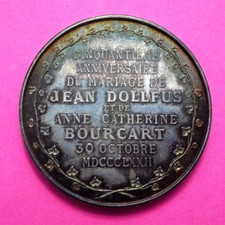 CINQUANTIEME
ANNIVERSAIRE
DU MARIAGE DE
JEAN DOLLFUS
ET DE
ANNE CATHERINE
BOURCART
30 OCTOBRE
MDCCCLXXII